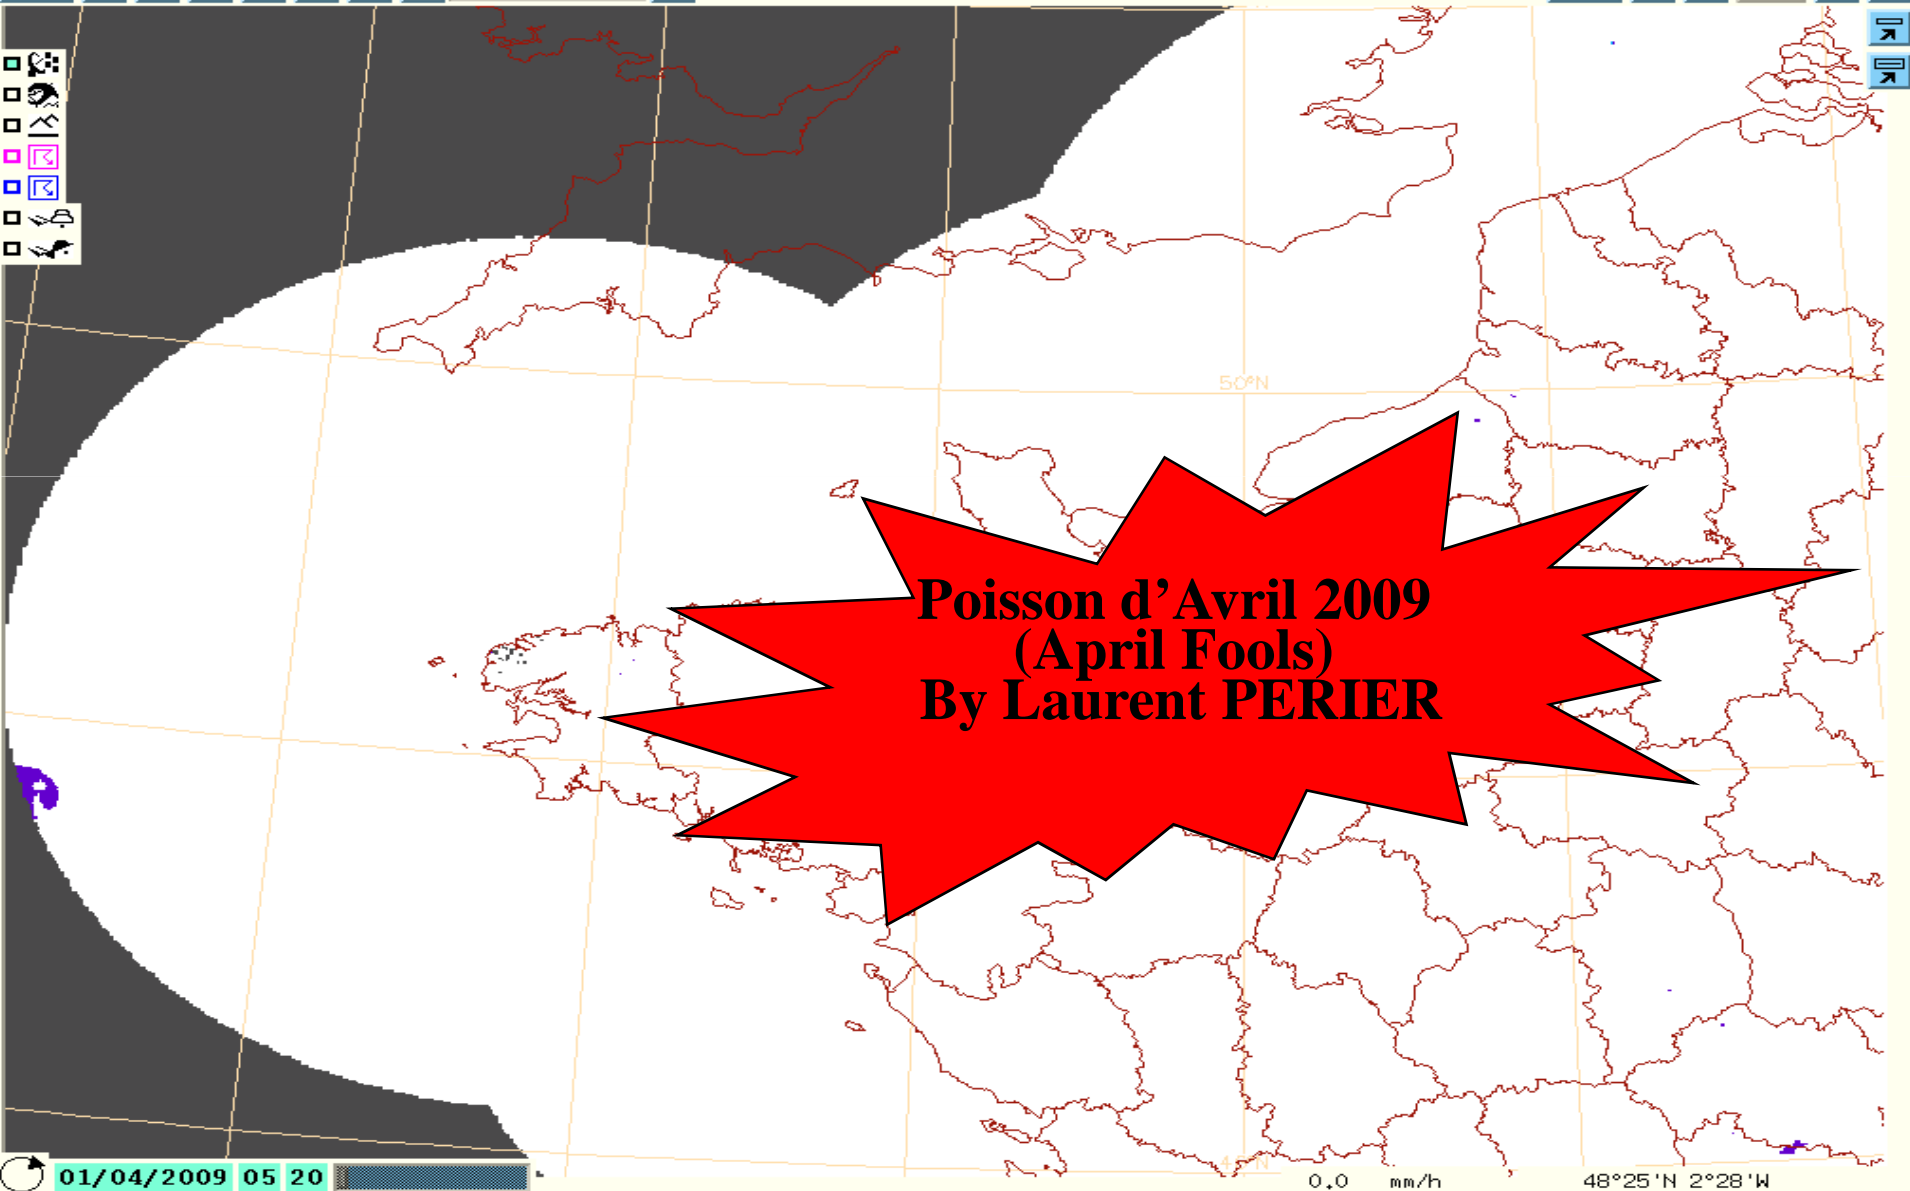 50°N
Poisson d’Avril 2009
(April Fools)
By Laurent PERIER
01/04/2009 05 20
0.0 mm/h
48°25'N 2°28'W